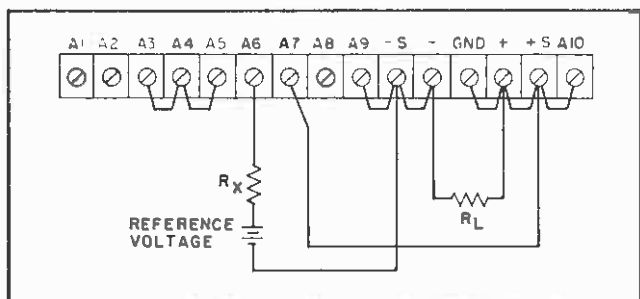 A1 A2 A3 A4 A5 A6 A7 A8 A9 -S - GND + +S A10
RX
REFERENCE
VOLTAGE
RL